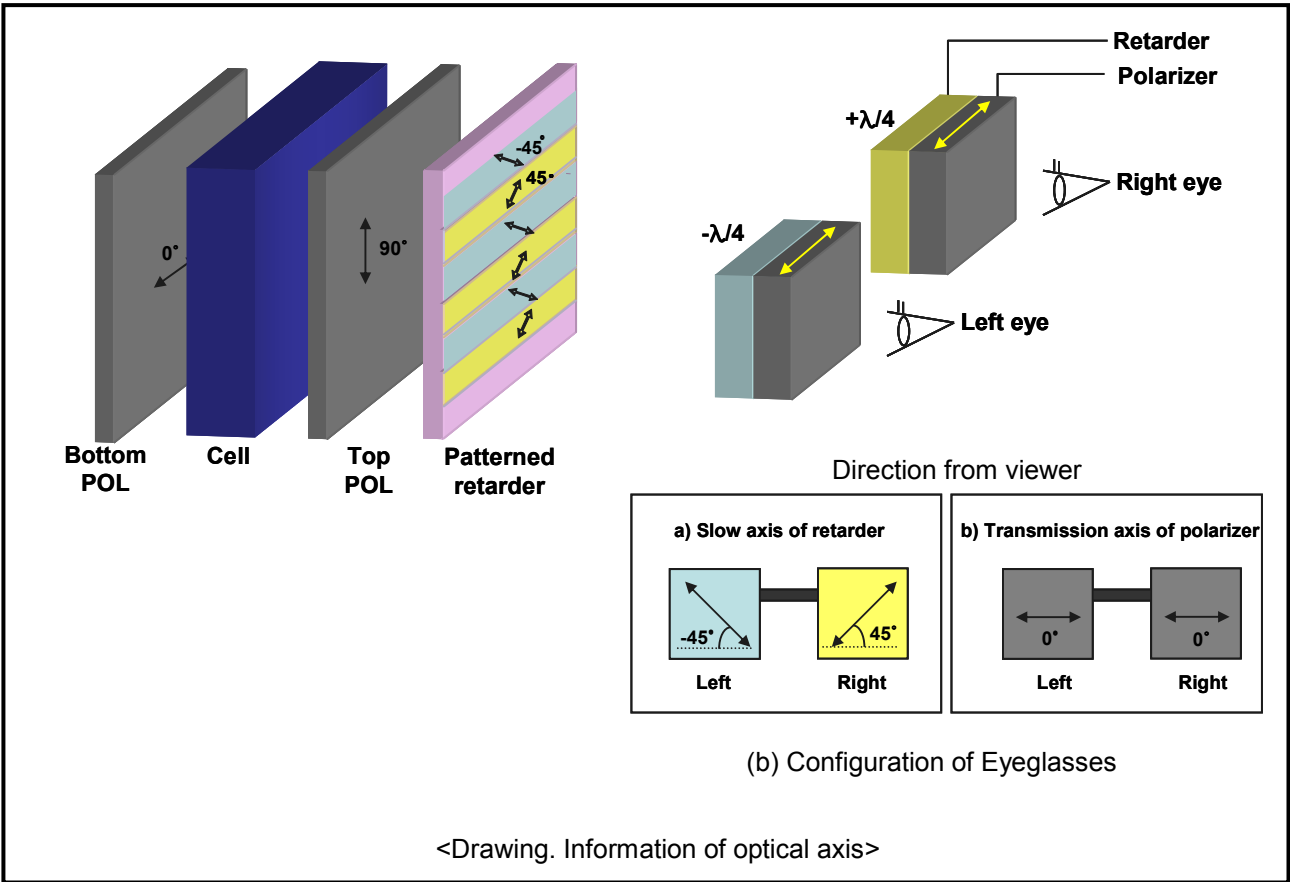 Retarder
Polarizer
+λ/4
Right eye
-λ/4
Left eye
-45°
45°
0°
90°
Bottom
POL
Cell
Top
POL
Patterned
retarder
Direction from viewer
a) Slow axis of retarder
-45°
45°
Left
Right
b) Transmission axis of polarizer
0°
0°
Left
Right
(b) Configuration of Eyeglasses
<Drawing. Information of optical axis>